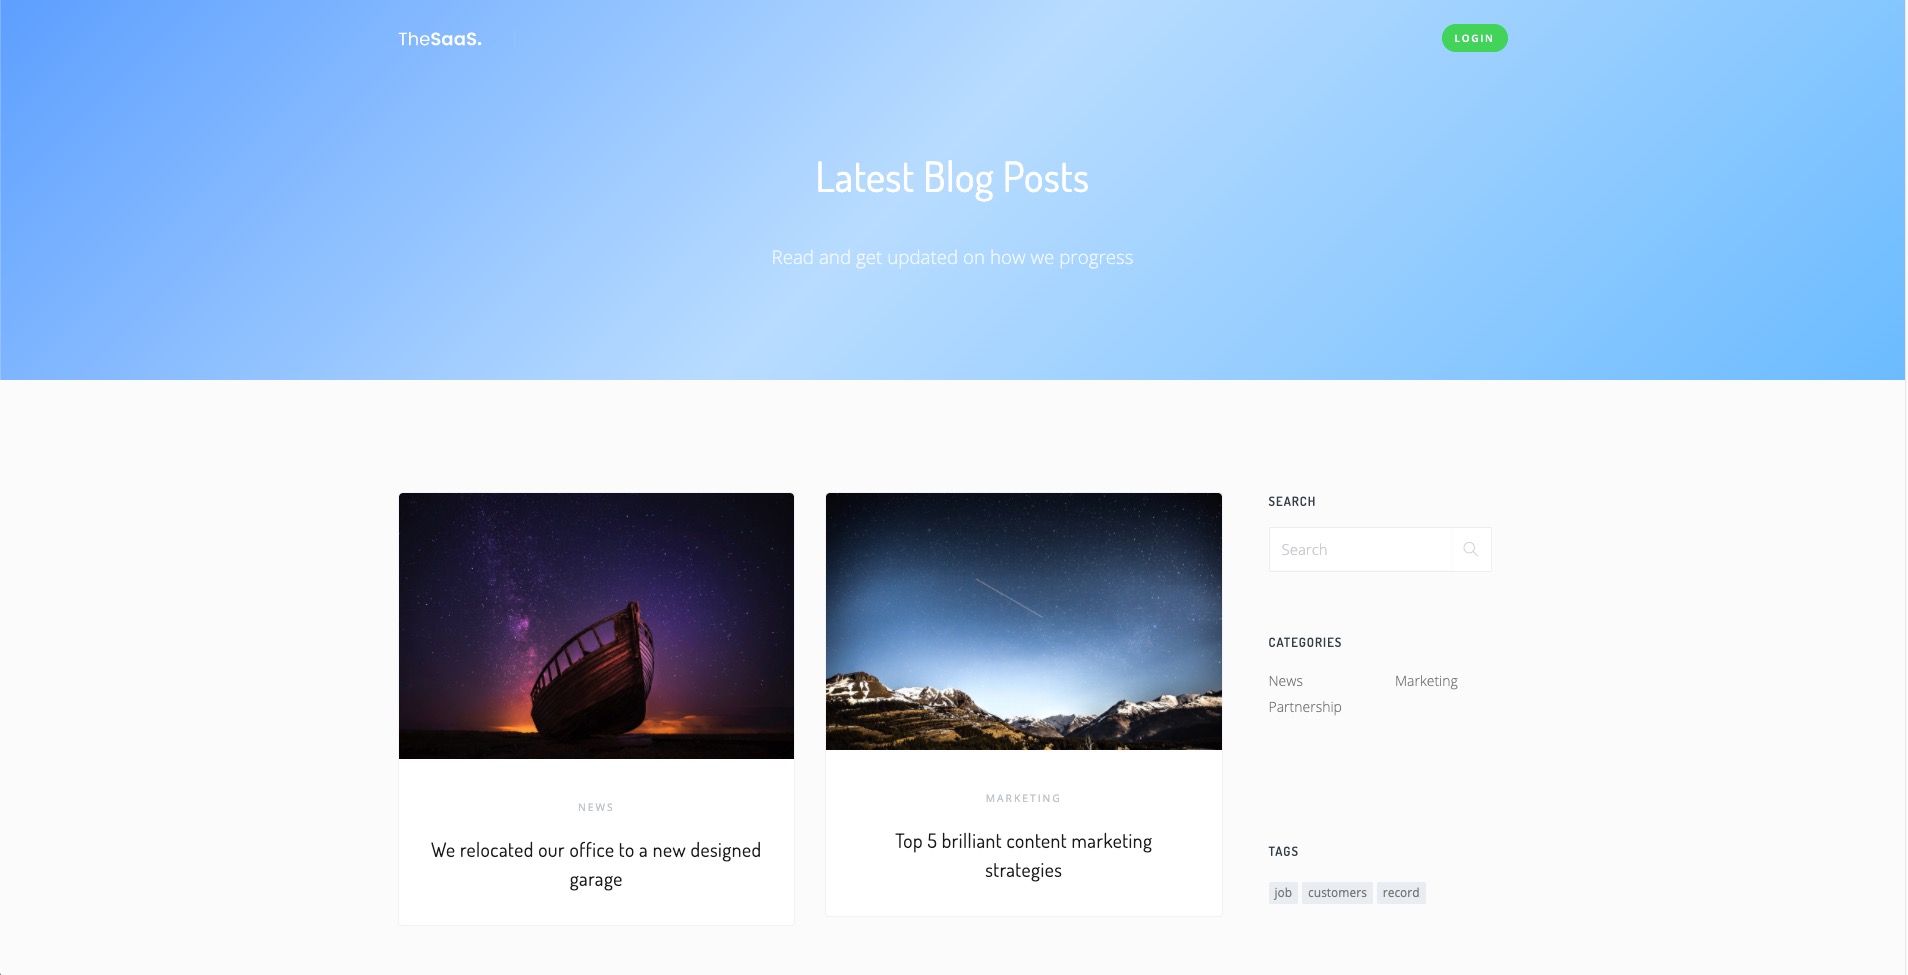 TheSaaS.
LOGIN
Latest Blog Posts
Read and get updated on how we progress
NEWS
We relocated our office to a new designed
garage
MARKETING
Top 5 brilliant content marketing
strategies
SEARCH
Search
CATEGORIES
News Marketing
Partnership
TAGS
job customers record